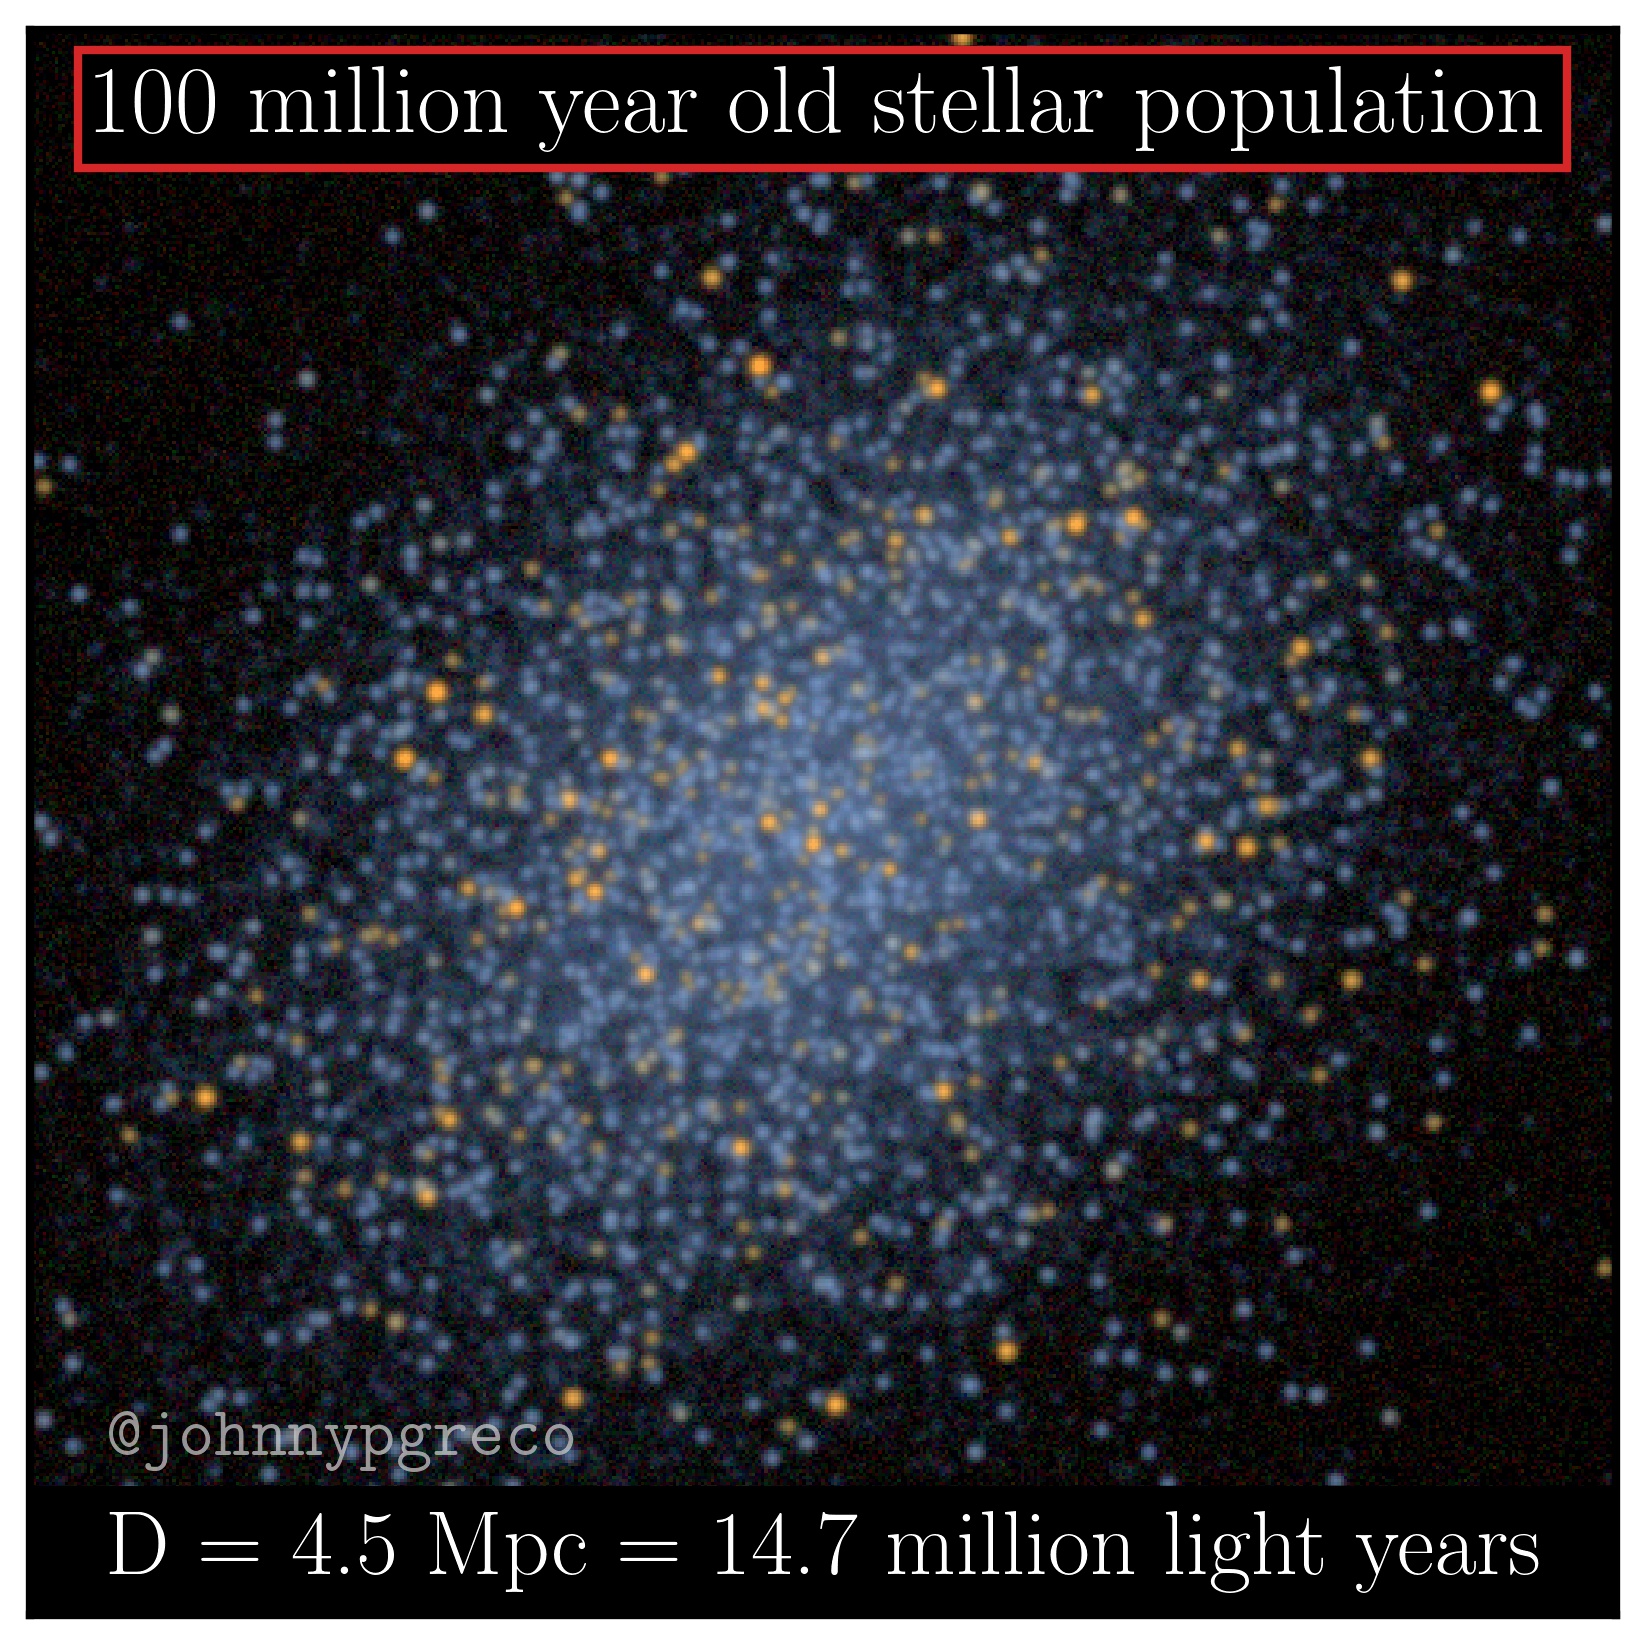 100 million year old stellar population
@johnnypgreco
D = 4.5 Mpc = 14.7 million light years